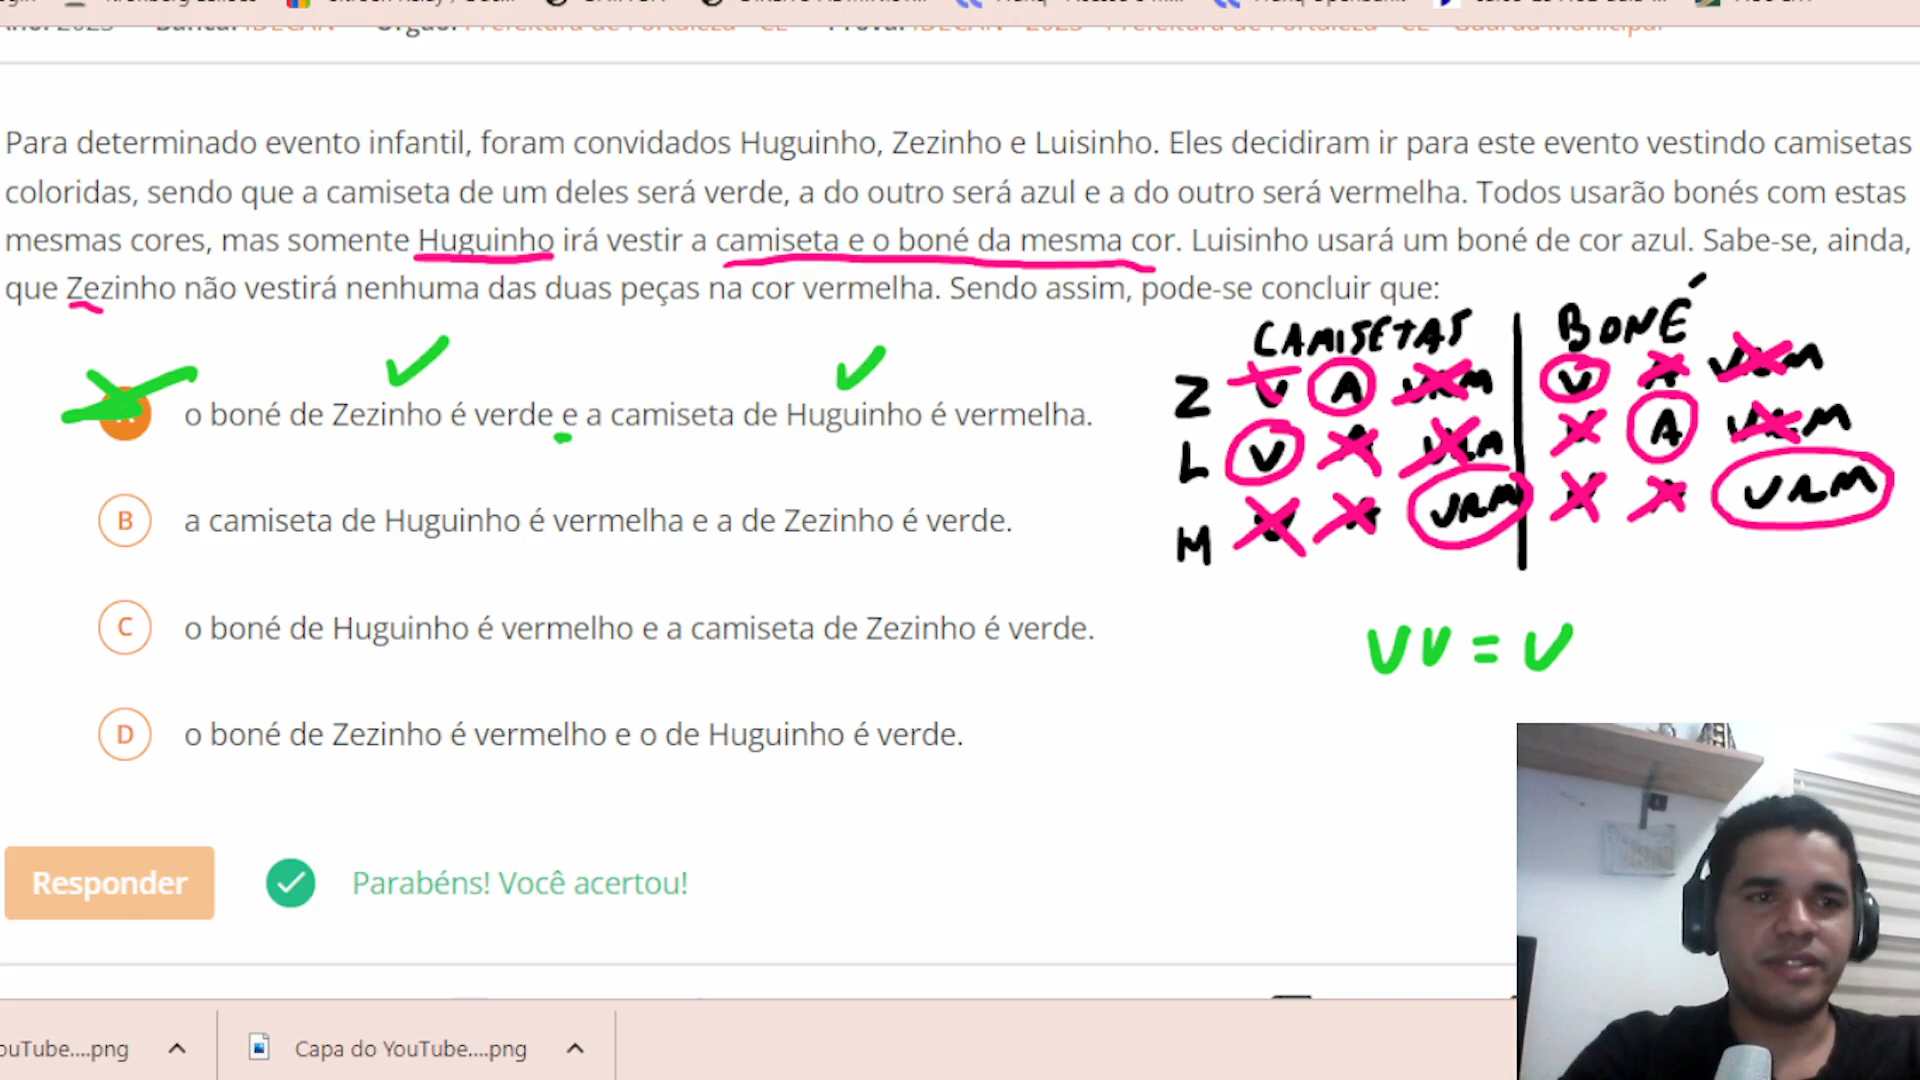 Para determinado evento infantil, foram convidados Huguinho, Zezinho e Luisinho. Eles decidiram ir para este evento vestindo camisetas
coloridas, sendo que a camiseta de um deles será verde, a do outro será azul e a do outro será vermelha. Todos usarão bonés com estas
mesmas cores, mas somente Huguinho irá vestir a camiseta e o boné da mesma cor. Luisinho usará um boné de cor azul. Sabe-se, ainda,
que Zezinho não vestirá nenhuma das duas peças na cor vermelha. Sendo assim, pode-se concluir que:
CAMISETAS BONÉ
Z V A VRM V A VRM
o boné de Zezinho é verde e a camiseta de Huguinho é vermelha.
L V A VRM V A VRM
M VRM VRM
B a camiseta de Huguinho é vermelha e a de Zezinho é verde.
C o boné de Huguinho é vermelho e a camiseta de Zezinho é verde.
VV = V
D o boné de Zezinho é vermelho e o de Huguinho é verde.
Responder Parabéns! Você acertou!
ouTube....png Capa do YouTube....png